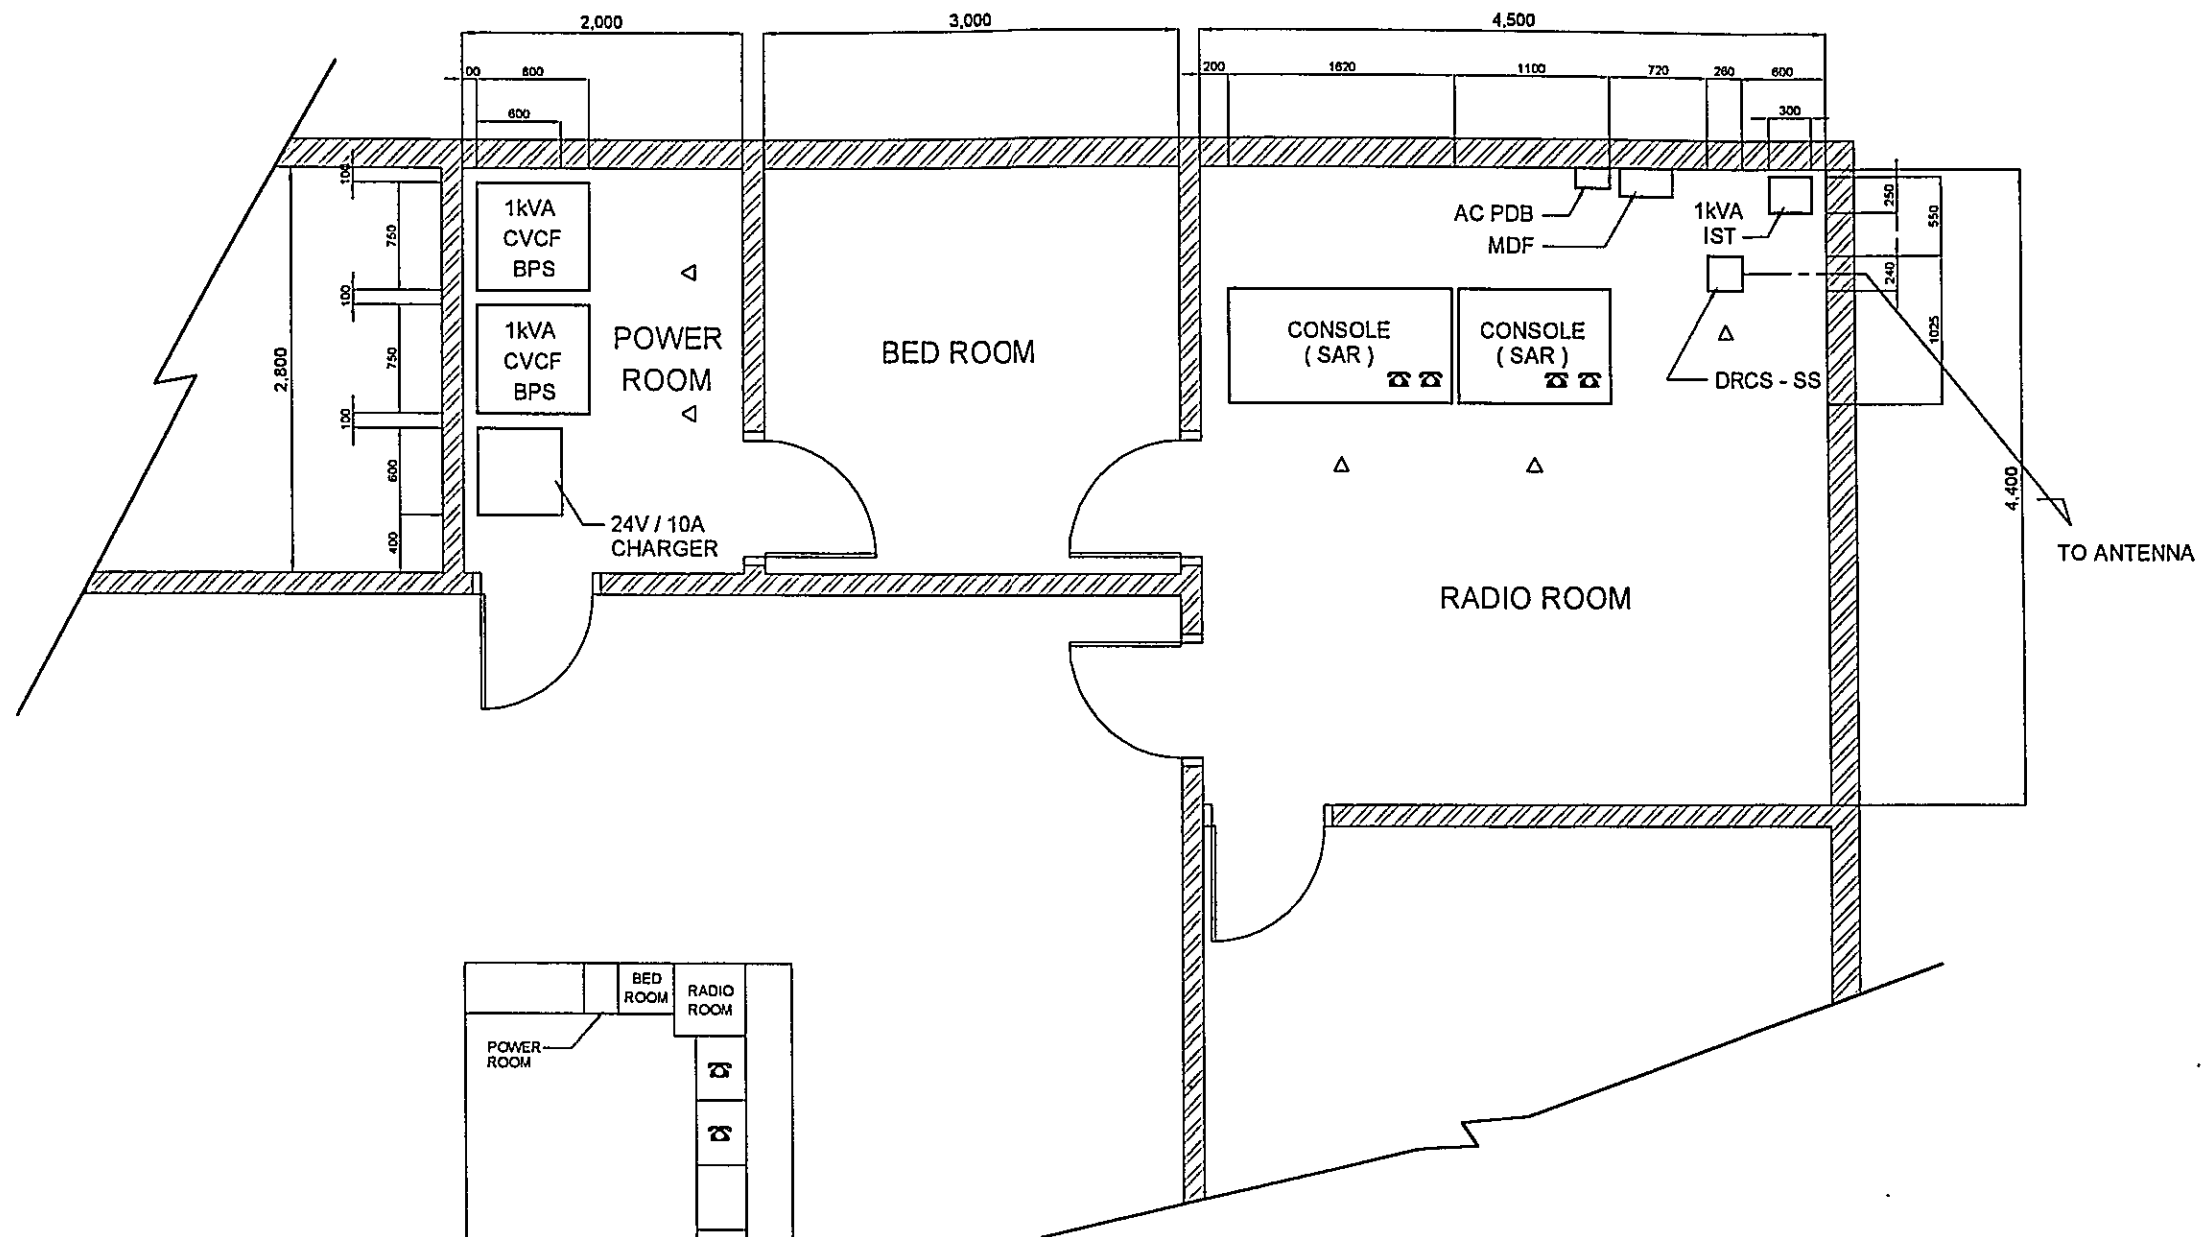 2,000
3,000
4,500
00
800
200
1620
1100
720
260
600
600
300
100
750
100
750
100
600
400
2,800
1kVA
CVCF
BPS
1kVA
CVCF
BPS
POWER
ROOM
24V / 10A
CHARGER
BED ROOM
AC PDB
MDF
1kVA
IST
CONSOLE
( SAR )
CONSOLE
( SAR )
DRCS - SS
250
550
240
1025
4,400
TO ANTENNA
RADIO ROOM
BED
ROOM
RADIO
ROOM
POWER
ROOM